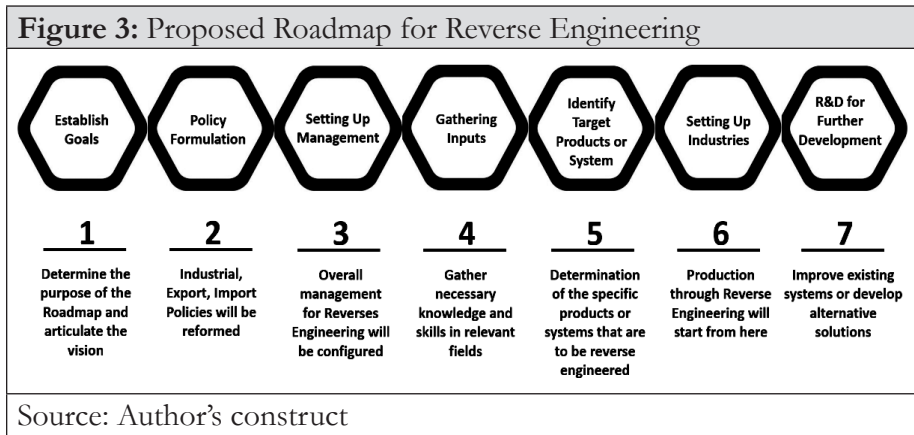 Figure 3: Proposed Roadmap for Reverse Engineering
Establish
Goals
Policy
Formulation
Setting Up
Management
Gathering
Inputs
Identify
Target
Products or
System
Setting Up
Industries
R&D for
Further
Development
1
Determine the
purpose of the
Roadmap and
articulate the
vision
2
Industrial,
Export, Import
Policies will be
reformed
3
Overall
management
for Reverses
Engineering will
be configured
4
Gather
necessary
knowledge and
skills in relevant
fields
5
Determination
of the specific
products or
systems that are
to be reverse
engineered
6
Production
through Reverse
Engineering will
start from here
7
Improve existing
systems or develop
alternative
solutions
Source: Author's construct